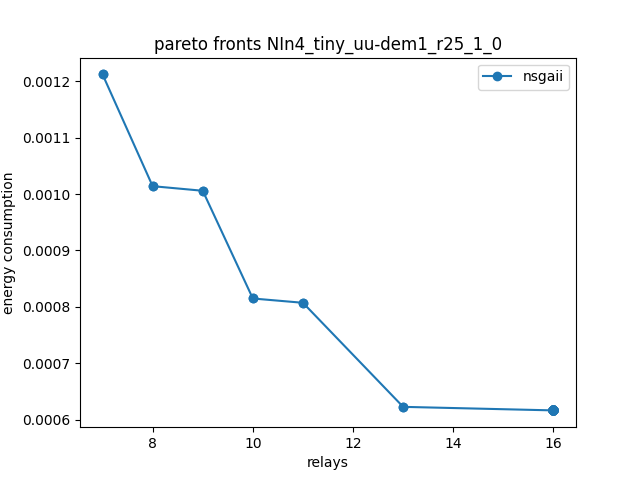 pareto fronts NIn4_tiny_uu-dem1_r25_1_0
nsgaii
energy consumption
0.0012
0.0011
0.0010
0.0009
0.0008
0.0007
0.0006
8 10 12 14 16
relays